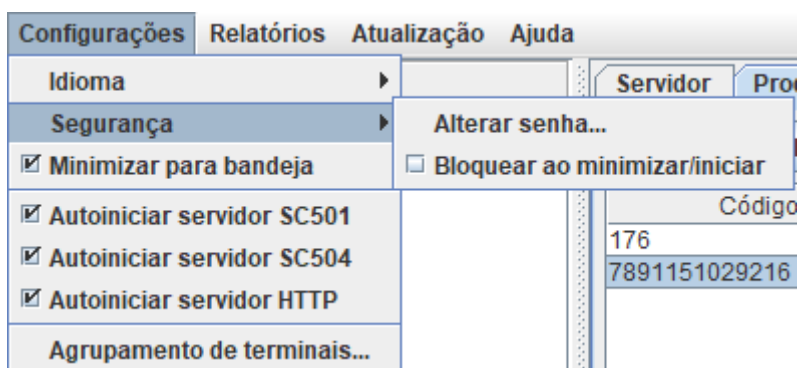 Configurações Relatórios Atualização Ajuda
Idioma
Servidor
Segurança
Alterar senha...
Minimizar para bandeja
Bloquear ao minimizar/iniciar
Autoiniciar servidor SC501
Código
Autoiniciar servidor SC504
176
7891151029216
Autoiniciar servidor HTTP
Agrupamento de terminais...